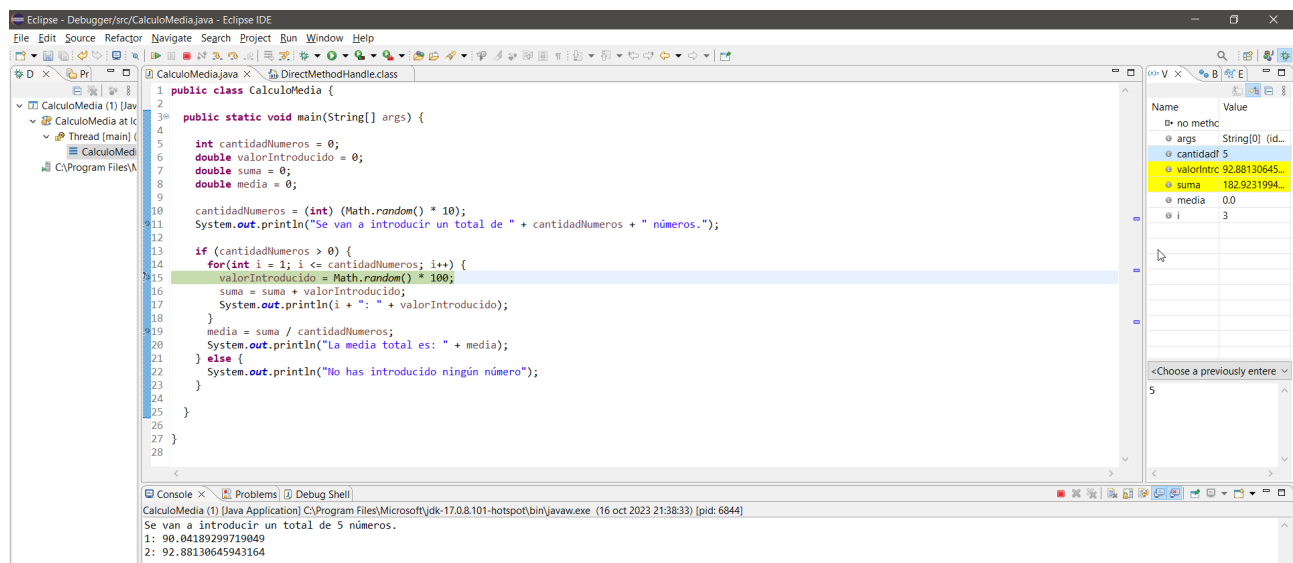 Eclipse - Debugger/src/CalculoMedia.java - Eclipse IDE
File Edit Source Refactor Navigate Search Project Run Window Help
D Pr
CalculoMedia (1) [Jav
CalculoMedia at lo
Thread [main] (
CalculoMedi
C:\Program Files\M
CalculoMedia.java DirectMethodHandle.class
1 public class CalculoMedia {
2
3 public static void main(String[] args) {
4
5 int cantidadNumeros = 0;
6 double valorIntroducido = 0;
7 double suma = 0;
8 double media = 0;
9
10 cantidadNumeros = (int) (Math.random() * 10);
11 System.out.println("Se van a introducir un total de " + cantidadNumeros + " números.");
12
13 if (cantidadNumeros > 0) {
14 for(int i = 1; i <= cantidadNumeros; i++) {
15 valorIntroducido = Math.random() * 100;
16 suma = suma + valorIntroducido;
17 System.out.println(i + ": " + valorIntroducido);
18 }
19 media = suma / cantidadNumeros;
20 System.out.println("La media total es: " + media);
21 } else {
22 System.out.println("No has introducido ningún número");
23 }
24
25 }
26
27 }
28
V B E
Name Value
no methc
args String[0] (id...
cantidadN 5
valorIntrc 92.88130645...
suma 182.9231994...
media 0.0
i 3
<Choose a previously entere
5
Console Problems Debug Shell
CalculoMedia (1) [Java Application] C:\Program Files\Microsoft\jdk-17.0.8.101-hotspot\bin\javaw.exe (16 oct 2023 21:38:33) [pid: 6844]
Se van a introducir un total de 5 números.
1: 90.04189299719049
2: 92.88130645943164